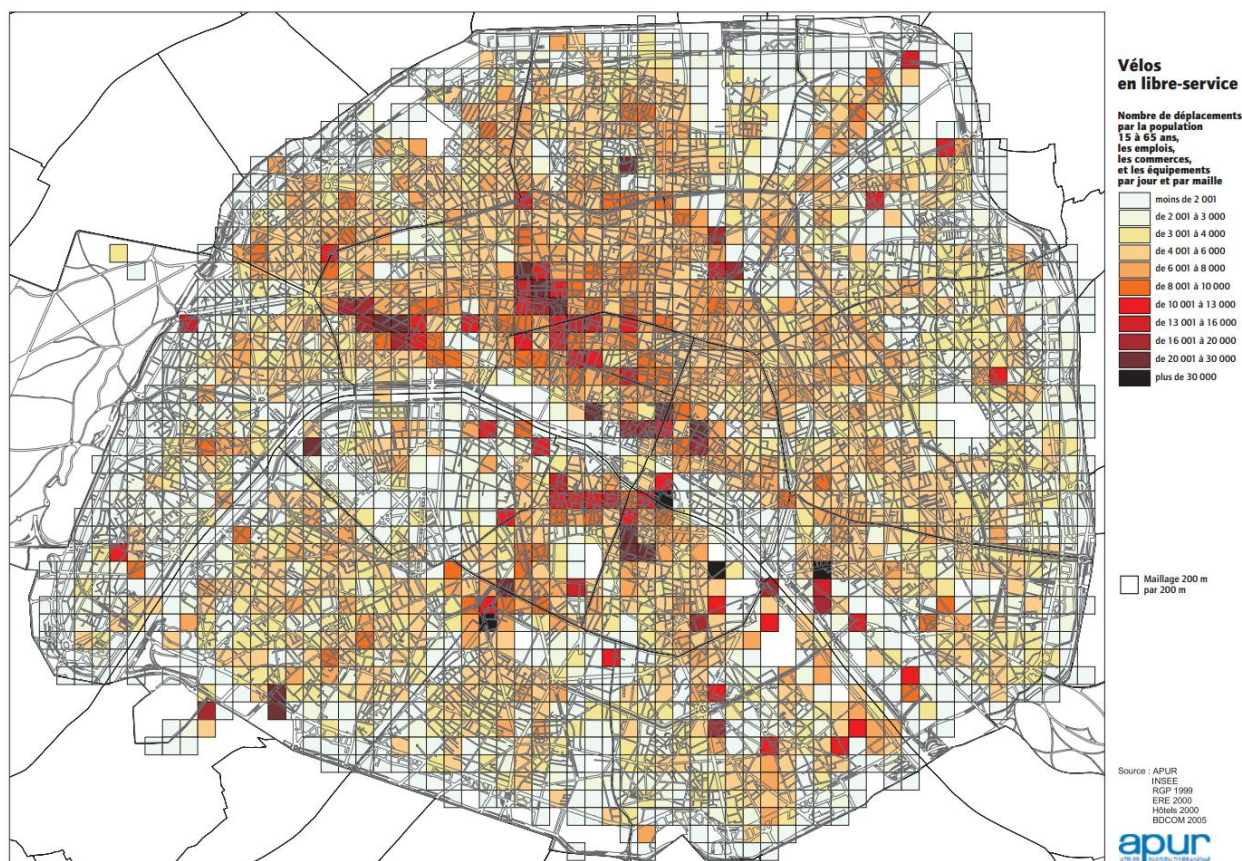 Vélos
en libre-service
Nombre de déplacements
par la population
15 à 65 ans,
les emplois,
les commerces,
et les équipements
par jour et par maille
moins de 2 001
de 2 001 à 3 000
de 3 001 à 4 000
de 4 001 à 6 000
de 6 001 à 8 000
de 8 001 à 10 000
de 10 001 à 13 000
de 13 001 à 16 000
de 16 001 à 20 000
de 20 001 à 30 000
plus de 30 000
Maillage 200 m
par 200 m
Source : APUR
INSEE
RGP 1999
ERE 2000
Hôtels 2000
BDCOM 2005
apur